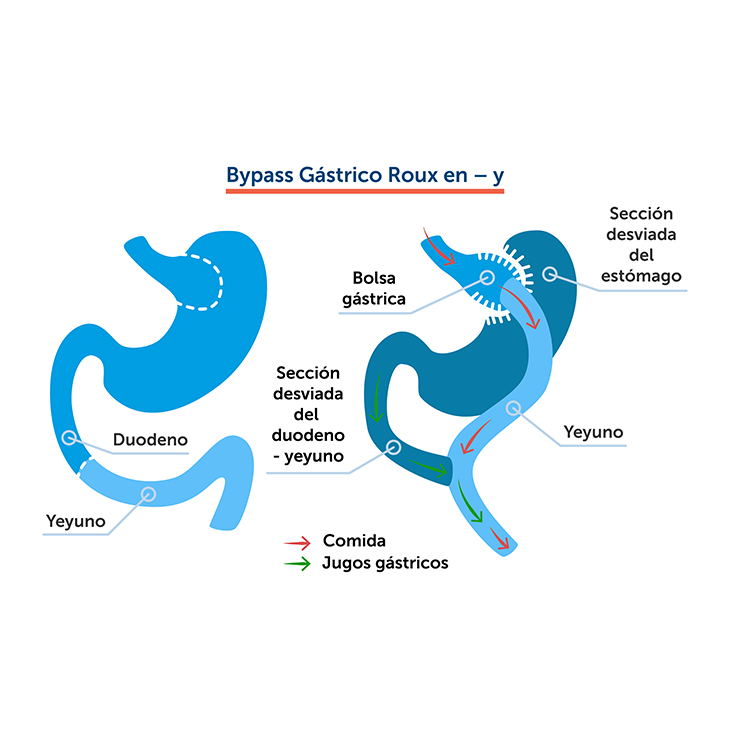 Bypass Gástrico Roux en – y
Sección
desviada
del
estómago
Bolsa
gástrica
Sección
desviada
del
duodeno
- yeyuno
Duodeno
Yeyuno
Yeyuno
Comida
Jugos gástricos